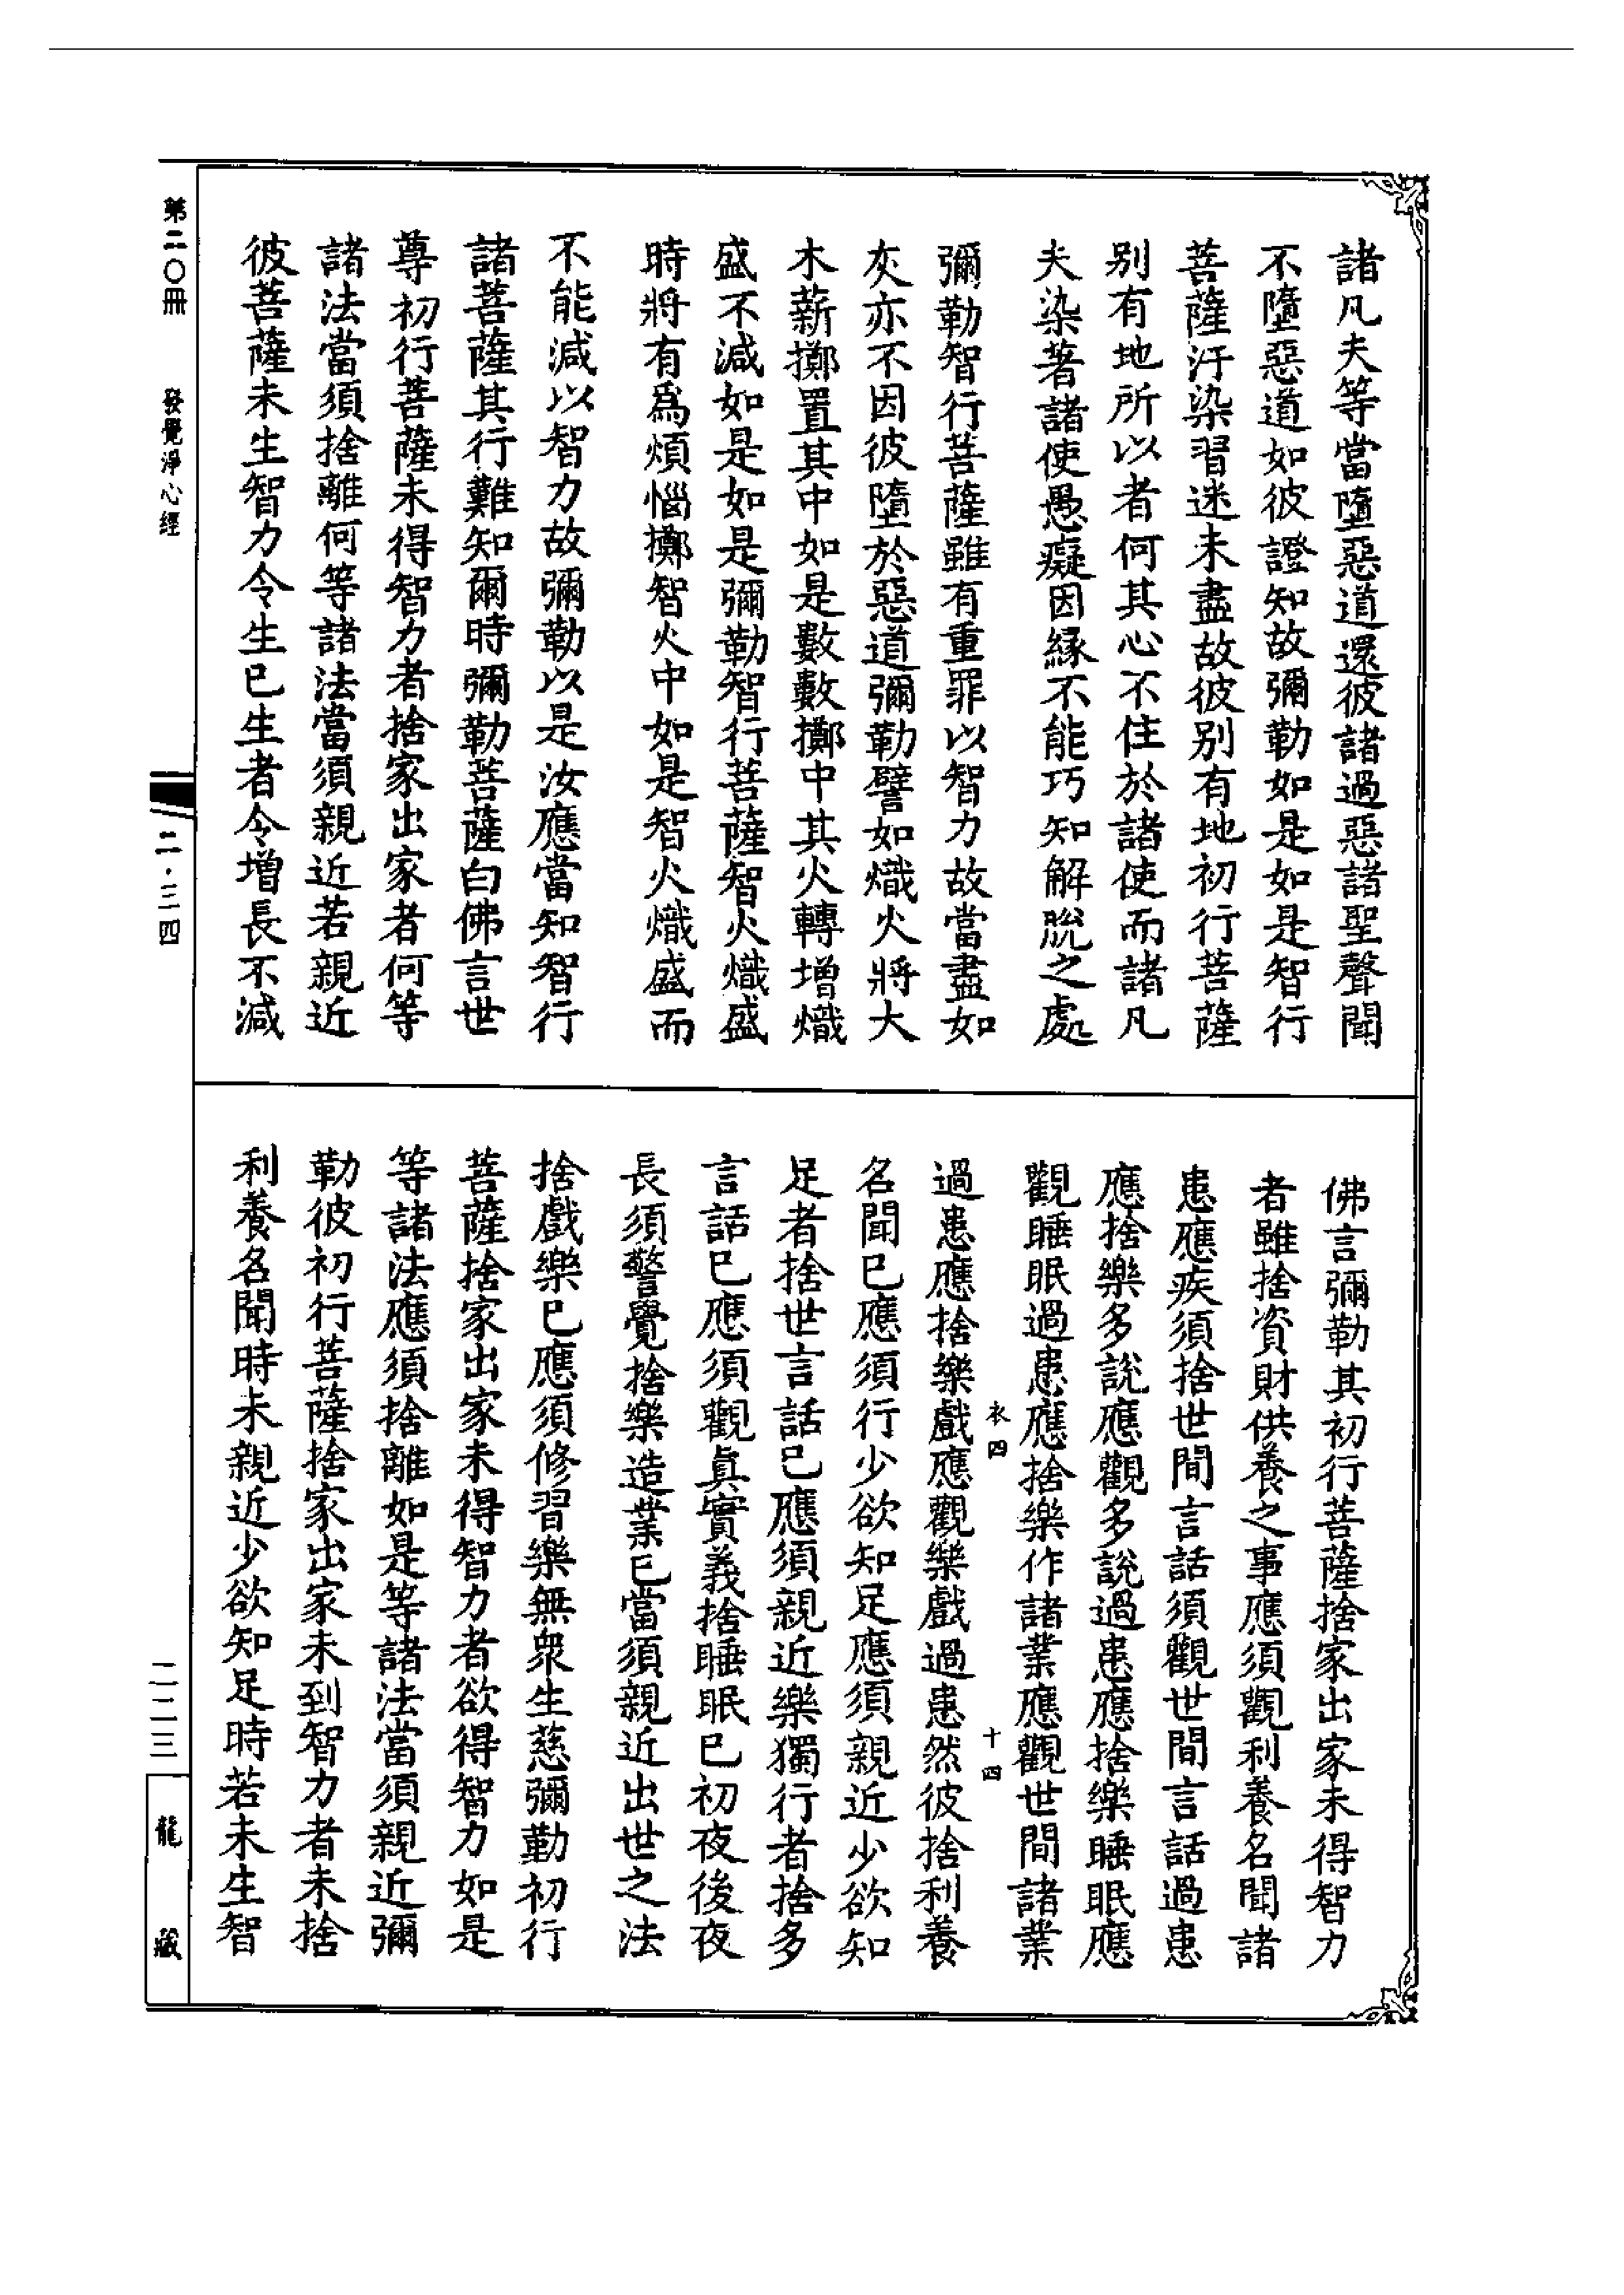 諸凡夫等當墮惡道還彼諸過惡諸聖聲聞
不墮惡道如彼證知故彌勒如是如是智行
菩薩汙染習迷未盡故彼別有地初行菩薩
別有地所以者何其心不住於諸使而諸凡
夫染著諸使愚癡因緣不能巧知解脫之處
彌勒智行菩薩雖有重罪以智力故當盡如
灰亦不因彼墮於惡道彌勒譬如熾火將大
木薪擲置其中如是數數擲中其火轉增熾
盛不減如是如是彌勒智行菩薩智火熾盛
時將有為煩惱擲智火中如是智火熾盛而
不能減以智力故彌勒以是汝應當知智行
諸菩薩其行難知爾時彌勒菩薩白佛言世
尊初行菩薩未得智力者捨家出家者何等
諸法當須捨離何等諸法當須親近若親近
彼菩薩未生智力令生已生者令增長不減
佛言彌勒其初行菩薩捨家出家未得智力
者雖捨資財供養之事應須觀利養名聞諸
患應疾須捨世間言話須觀世間言話過患
應捨樂多說應觀多說過患應捨樂睡眠應
觀睡眠過患應捨樂作諸業應觀世間諸業
衣四
十四
過患應捨樂戲應觀樂戲過患然彼捨利養
名聞已應須行少欲知足應須親近少欲知
足者捨世言話已應須親近樂獨行者捨多
言話已應須觀真實義捨睡眠已初夜後夜
長須警覺捨樂造業已當須親近出世之法
捨戲樂已應須修習樂無眾生慈彌勒初行
菩薩捨家出家未得智力者欲得智力如是
等諸法應須捨離如是等諸法當須親近彌
勒彼初行菩薩捨家出家未到智力者未捨
利養名聞時未親近少欲知足時若未生智
第二〇冊
發覺淨心經
二·三四
二二三
龍藏